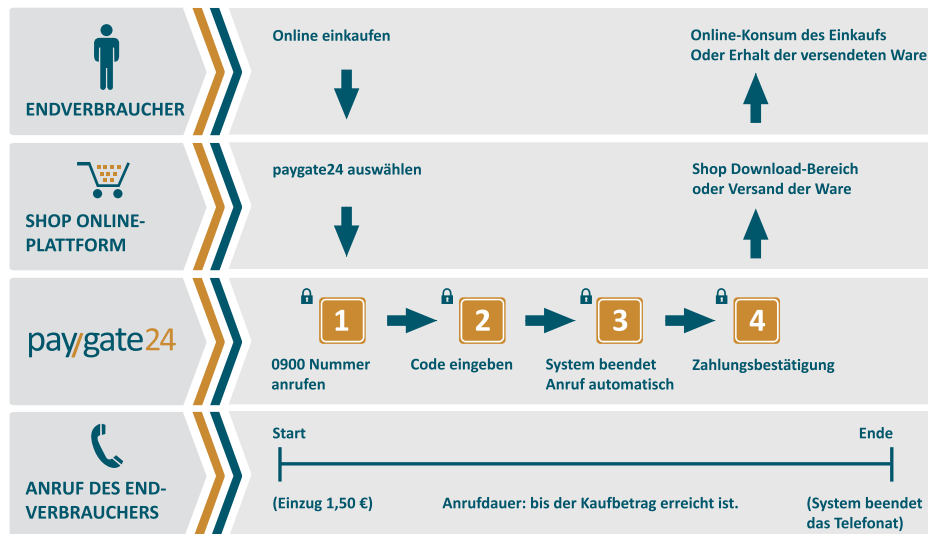 Online einkaufen
Online-Konsum des Einkaufs
Oder Erhalt der versendeten Ware
ENDVERBRAUCHER
paygate24 auswählen
Shop Download-Bereich
oder Versand der Ware
SHOP ONLINE-
PLATTFORM
paygate24
1
2
3
4
0900 Nummer
anrufen
Code eingeben
System beendet
Anruf automatisch
Zahlungsbestätigung
Start
Ende
ANRUF DES END-
VERBRAUCHERS
(Einzug 1,50 €)
Anrufdauer: bis der Kaufbetrag erreicht ist.
(System beendet
das Telefonat)